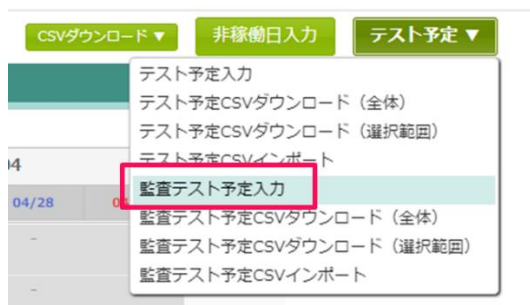 CSVダウンロード ▼
非稼働日入力
テスト予定 ▼
テスト予定入力
テスト予定CSVダウンロード（全体）
テスト予定CSVダウンロード（選択範囲）
テスト予定CSVインポート
監査テスト予定入力
監査テスト予定CSVダウンロード（全体）
監査テスト予定CSVダウンロード（選択範囲）
監査テスト予定CSVインポート
04/28
-
-